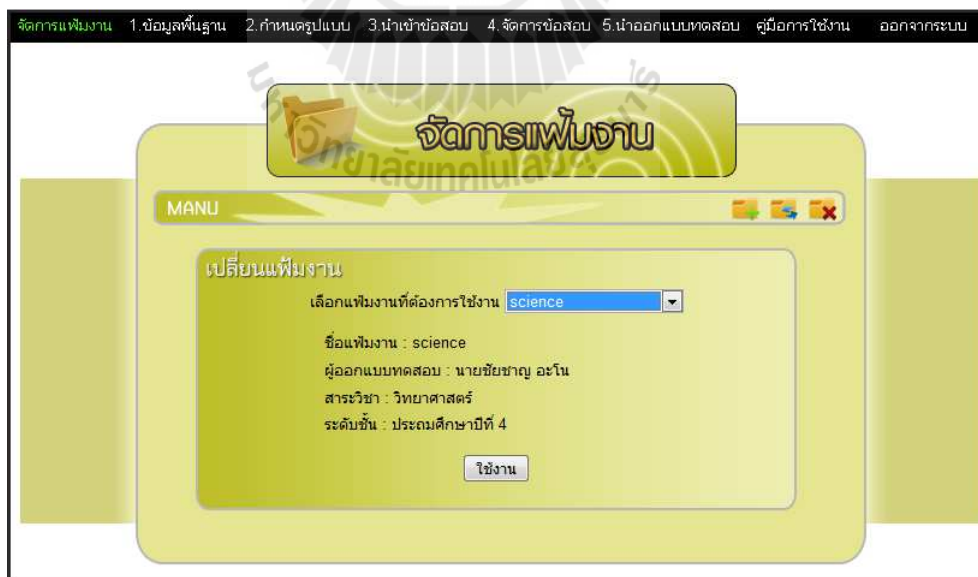 จัดการแฟ้มงาน 1.ข้อมูลพื้นฐาน 2.กำหนดรูปแบบ 3.นำเข้าข้อสอบ 4.จัดการข้อสอบ 5.นำออกแบบทดสอบ คู่มือการใช้งาน ออกจากระบบ
จัดการแฟ้มงาน
MANU
เปลี่ยนแฟ้มงาน
เลือกแฟ้มงานที่ต้องการใช้งาน science
ชื่อแฟ้มงาน : science
ผู้ออกแบบทดสอบ : นายชัยชาญ อะโน
สาระวิชา : วิทยาศาสตร์
ระดับชั้น : ประถมศึกษาปีที่ 4
ใช้งาน